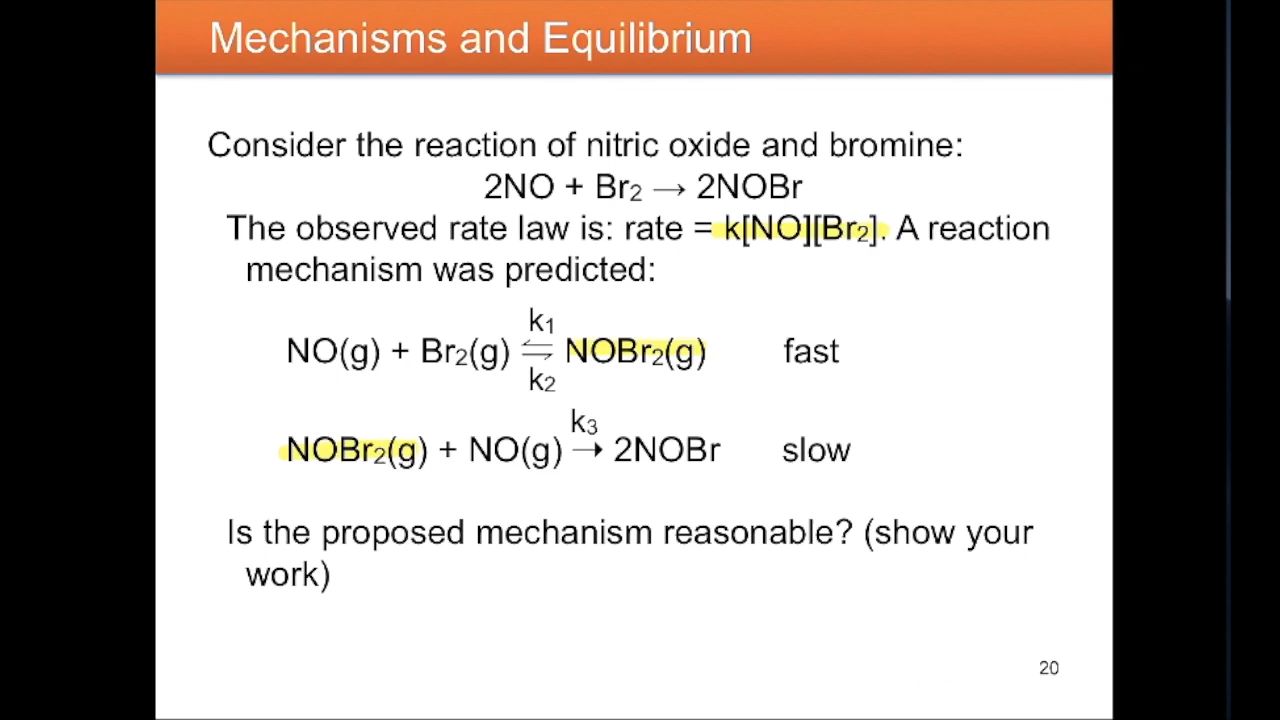 Mechanisms and Equilibrium
Consider the reaction of nitric oxide and bromine:
2NO + Br₂ → 2NOBr
The observed rate law is: rate = k[NO][Br₂]. A reaction
mechanism was predicted:
k₁
NO(g) + Br₂(g) ⇋ NOBr₂(g) fast
k₂
k₃
NOBr₂(g) + NO(g) → 2NOBr slow
Is the proposed mechanism reasonable? (show your
work)
20